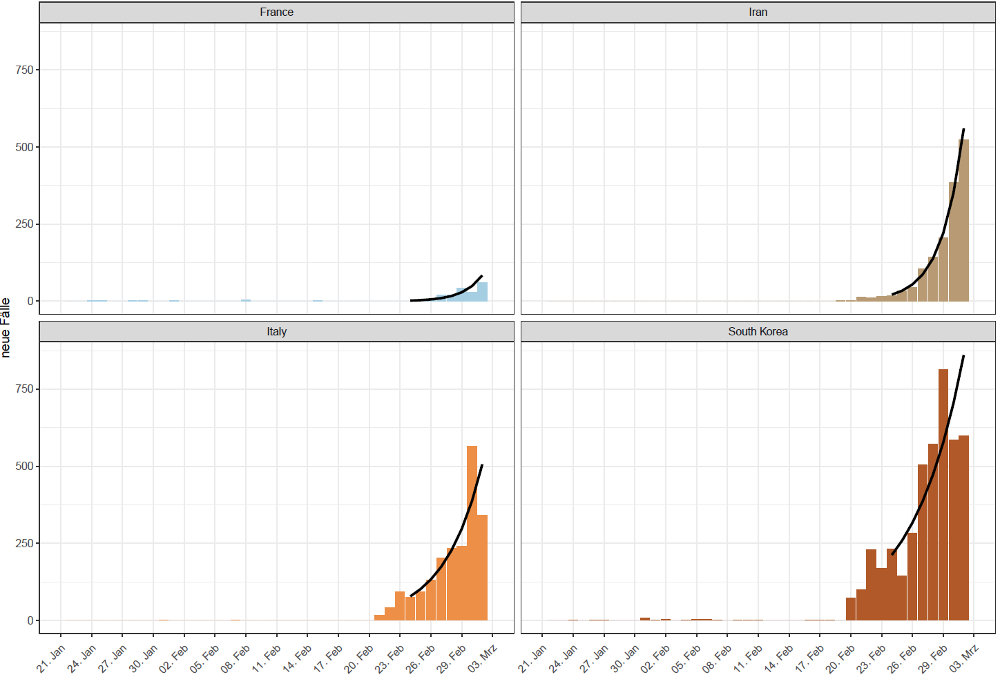 France
Iran
750
500
250
0
neue Fälle
Italy
South Korea
750
500
250
0
21. Jan
24. Jan
27. Jan
30. Jan
02. Feb
05. Feb
08. Feb
11. Feb
14. Feb
17. Feb
20. Feb
23. Feb
26. Feb
29. Feb
03. Mrz
21. Jan
24. Jan
27. Jan
30. Jan
02. Feb
05. Feb
08. Feb
11. Feb
14. Feb
17. Feb
20. Feb
23. Feb
26. Feb
29. Feb
03. Mrz